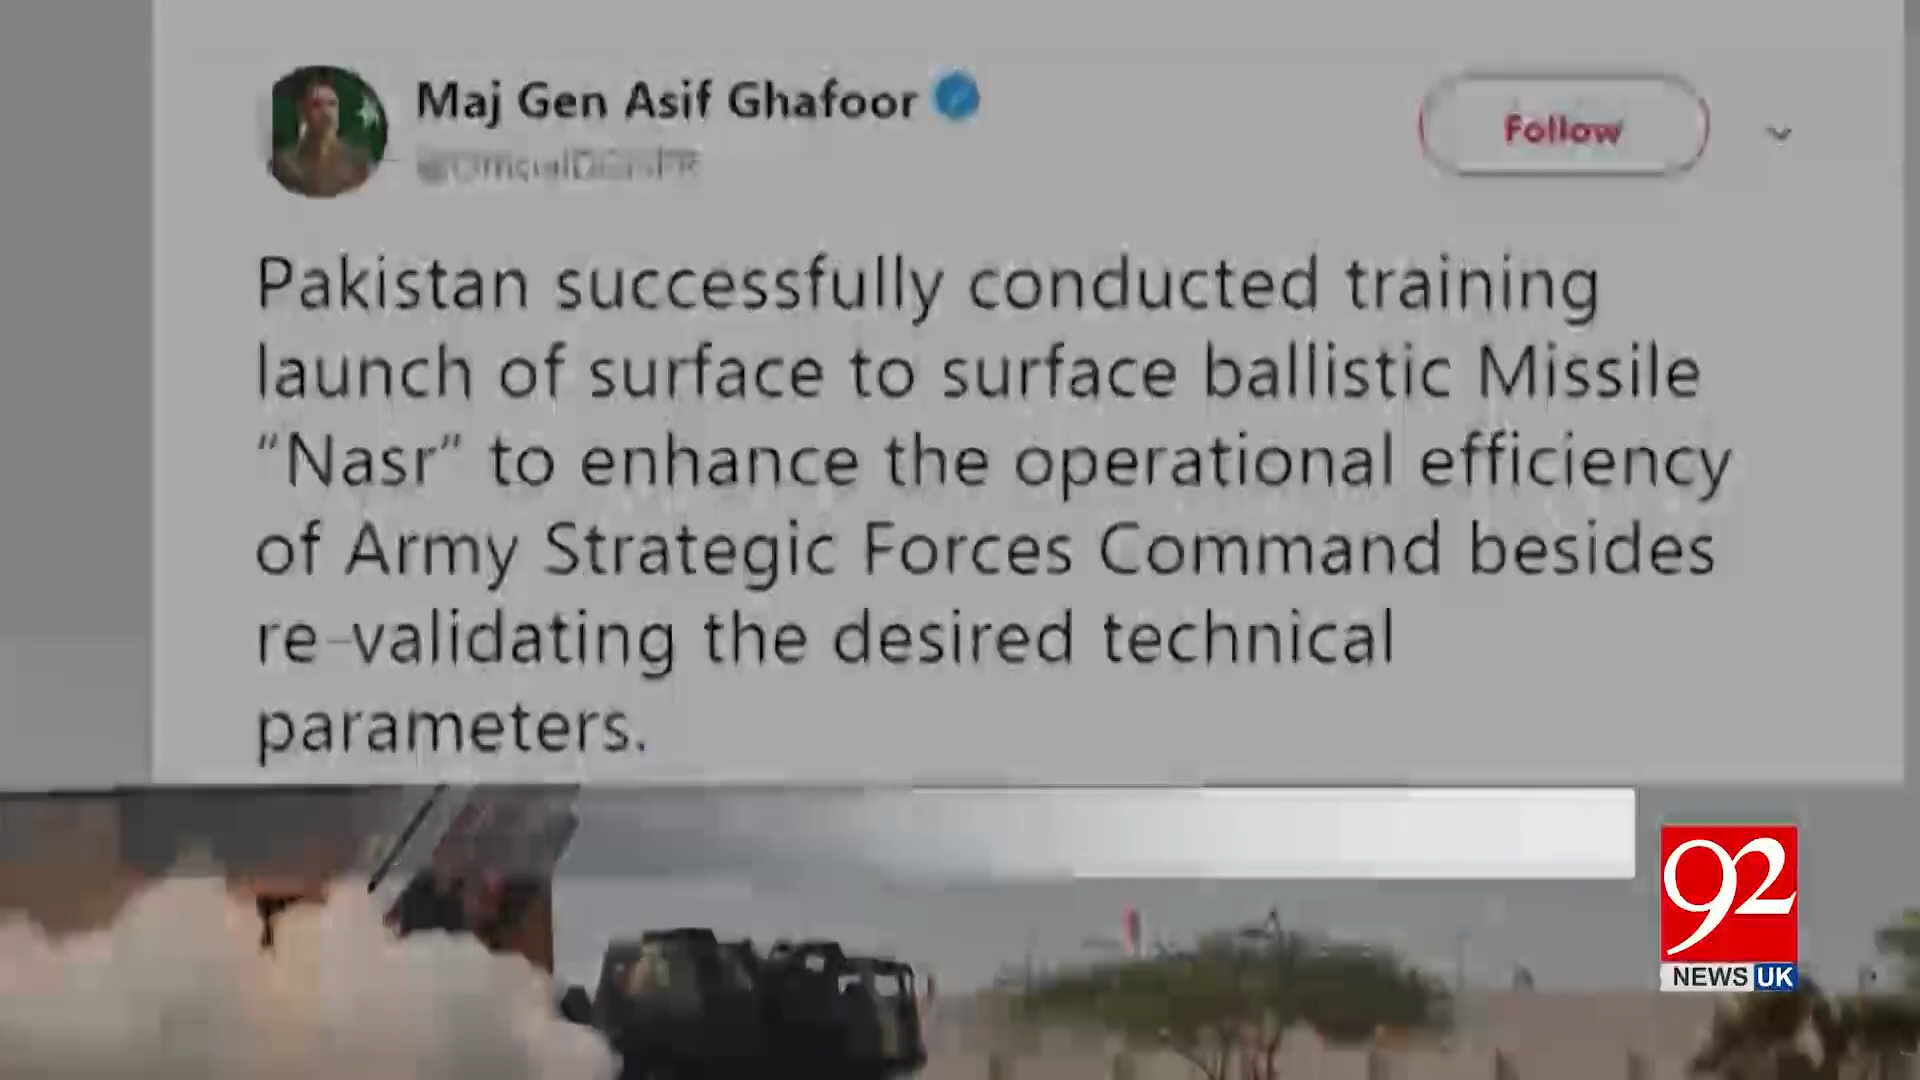 Maj Gen Asif Ghafoor
Follow
Pakistan successfully conducted training
launch of surface to surface ballistic Missile
“Nasr” to enhance the operational efficiency
of Army Strategic Forces Command besides
re-validating the desired technical
parameters.
92
NEWS UK